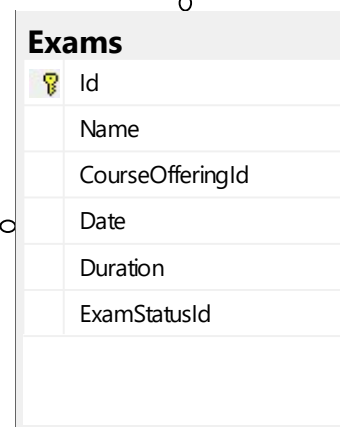 Exams
Id
Name
CourseOfferingId
Date
Duration
ExamStatusId